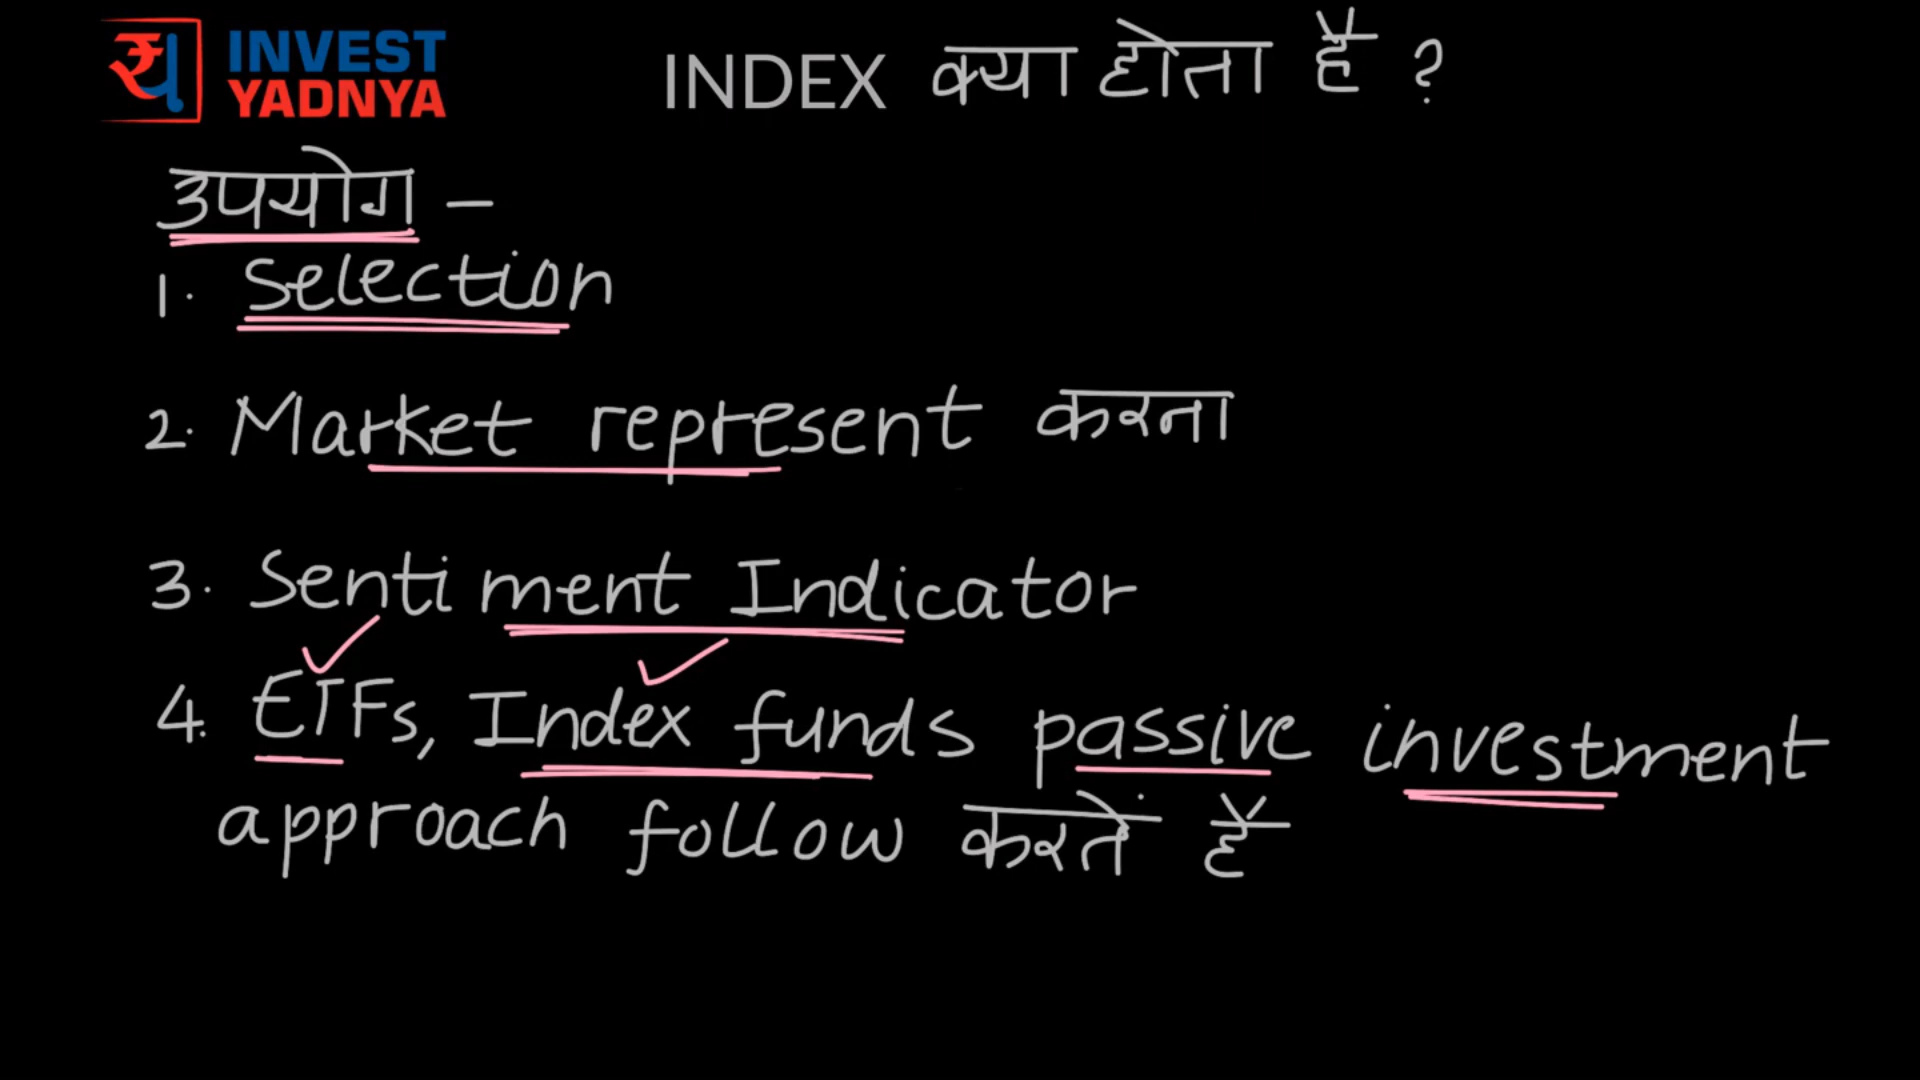 INVEST
YADNYA
INDEX क्या होता है ?
उपयोग -
1. Selection
2. Market represent करना
3. Sentiment Indicator
4. ETFs, Index funds passive investment
approach follow करते हैं